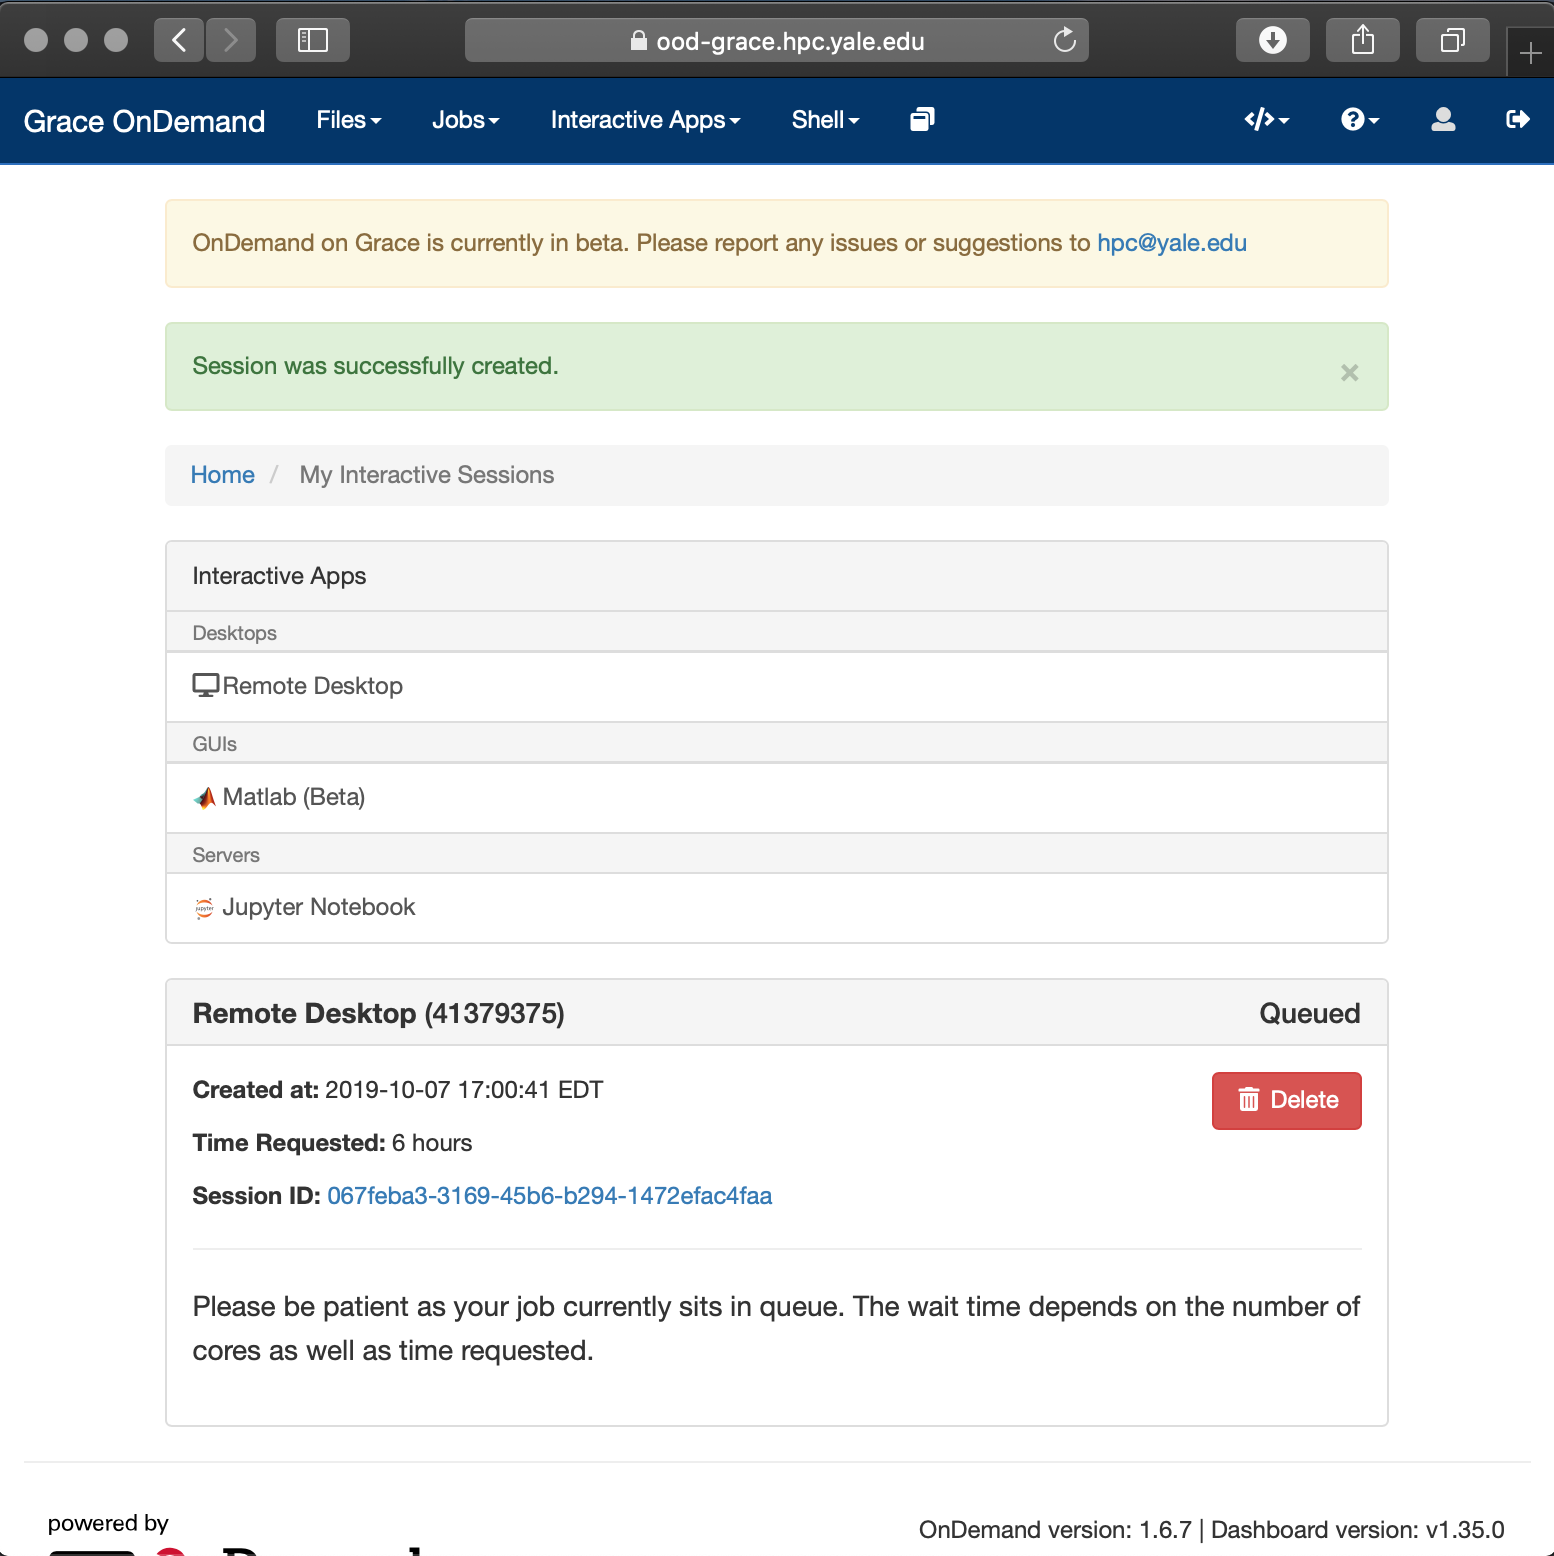 ood-grace.hpc.yale.edu
Grace OnDemand Files Jobs Interactive Apps Shell
OnDemand on Grace is currently in beta. Please report any issues or suggestions to hpc@yale.edu
Session was successfully created.
×
Home / My Interactive Sessions
Interactive Apps
Desktops
Remote Desktop
GUIs
Matlab (Beta)
Servers
Jupyter Notebook
Remote Desktop (41379375) Queued
Created at: 2019-10-07 17:00:41 EDT
Delete
Time Requested: 6 hours
Session ID: 067feba3-3169-45b6-b294-1472efac4faa
Please be patient as your job currently sits in queue. The wait time depends on the number of
cores as well as time requested.
powered by
OnDemand version: 1.6.7 | Dashboard version: v1.35.0